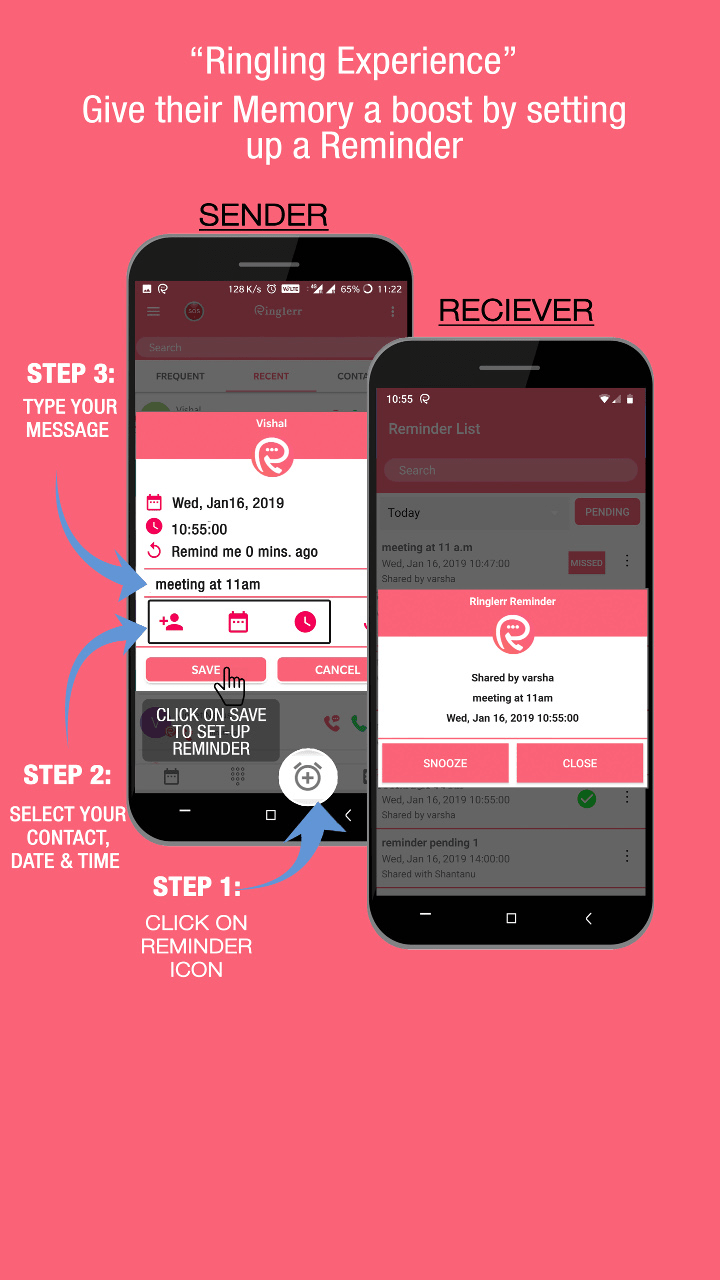 “Ringling Experience”
Give their Memory a boost by setting
up a Reminder
SENDER
128 K/s VoLTE 4G 65% 11:22
SOS
Ringlerr
Search
FREQUENT RECENT CONTA
Vishal
Vishal
Wed, Jan16, 2019
10:55:00
Remind me 0 mins. ago
meeting at 11am
SAVE CANCEL
CLICK ON SAVE
TO SET-UP
REMINDER
STEP 3:
TYPE YOUR
MESSAGE
STEP 2:
SELECT YOUR
CONTACT,
DATE & TIME
STEP 1:
CLICK ON
REMINDER
ICON
RECIEVER
10:55
Reminder List
Search
Today PENDING
meeting at 11 a.m
Wed, Jan 16, 2019 10:47:00 MISSED
Shared by varsha
Ringlerr Reminder
Shared by varsha
meeting at 11am
Wed, Jan 16, 2019 10:55:00
SNOOZE CLOSE
Wed, Jan 16, 2019 10:55:00
Shared by varsha
reminder pending 1
Wed, Jan 16, 2019 14:00:00
Shared with Shantanu